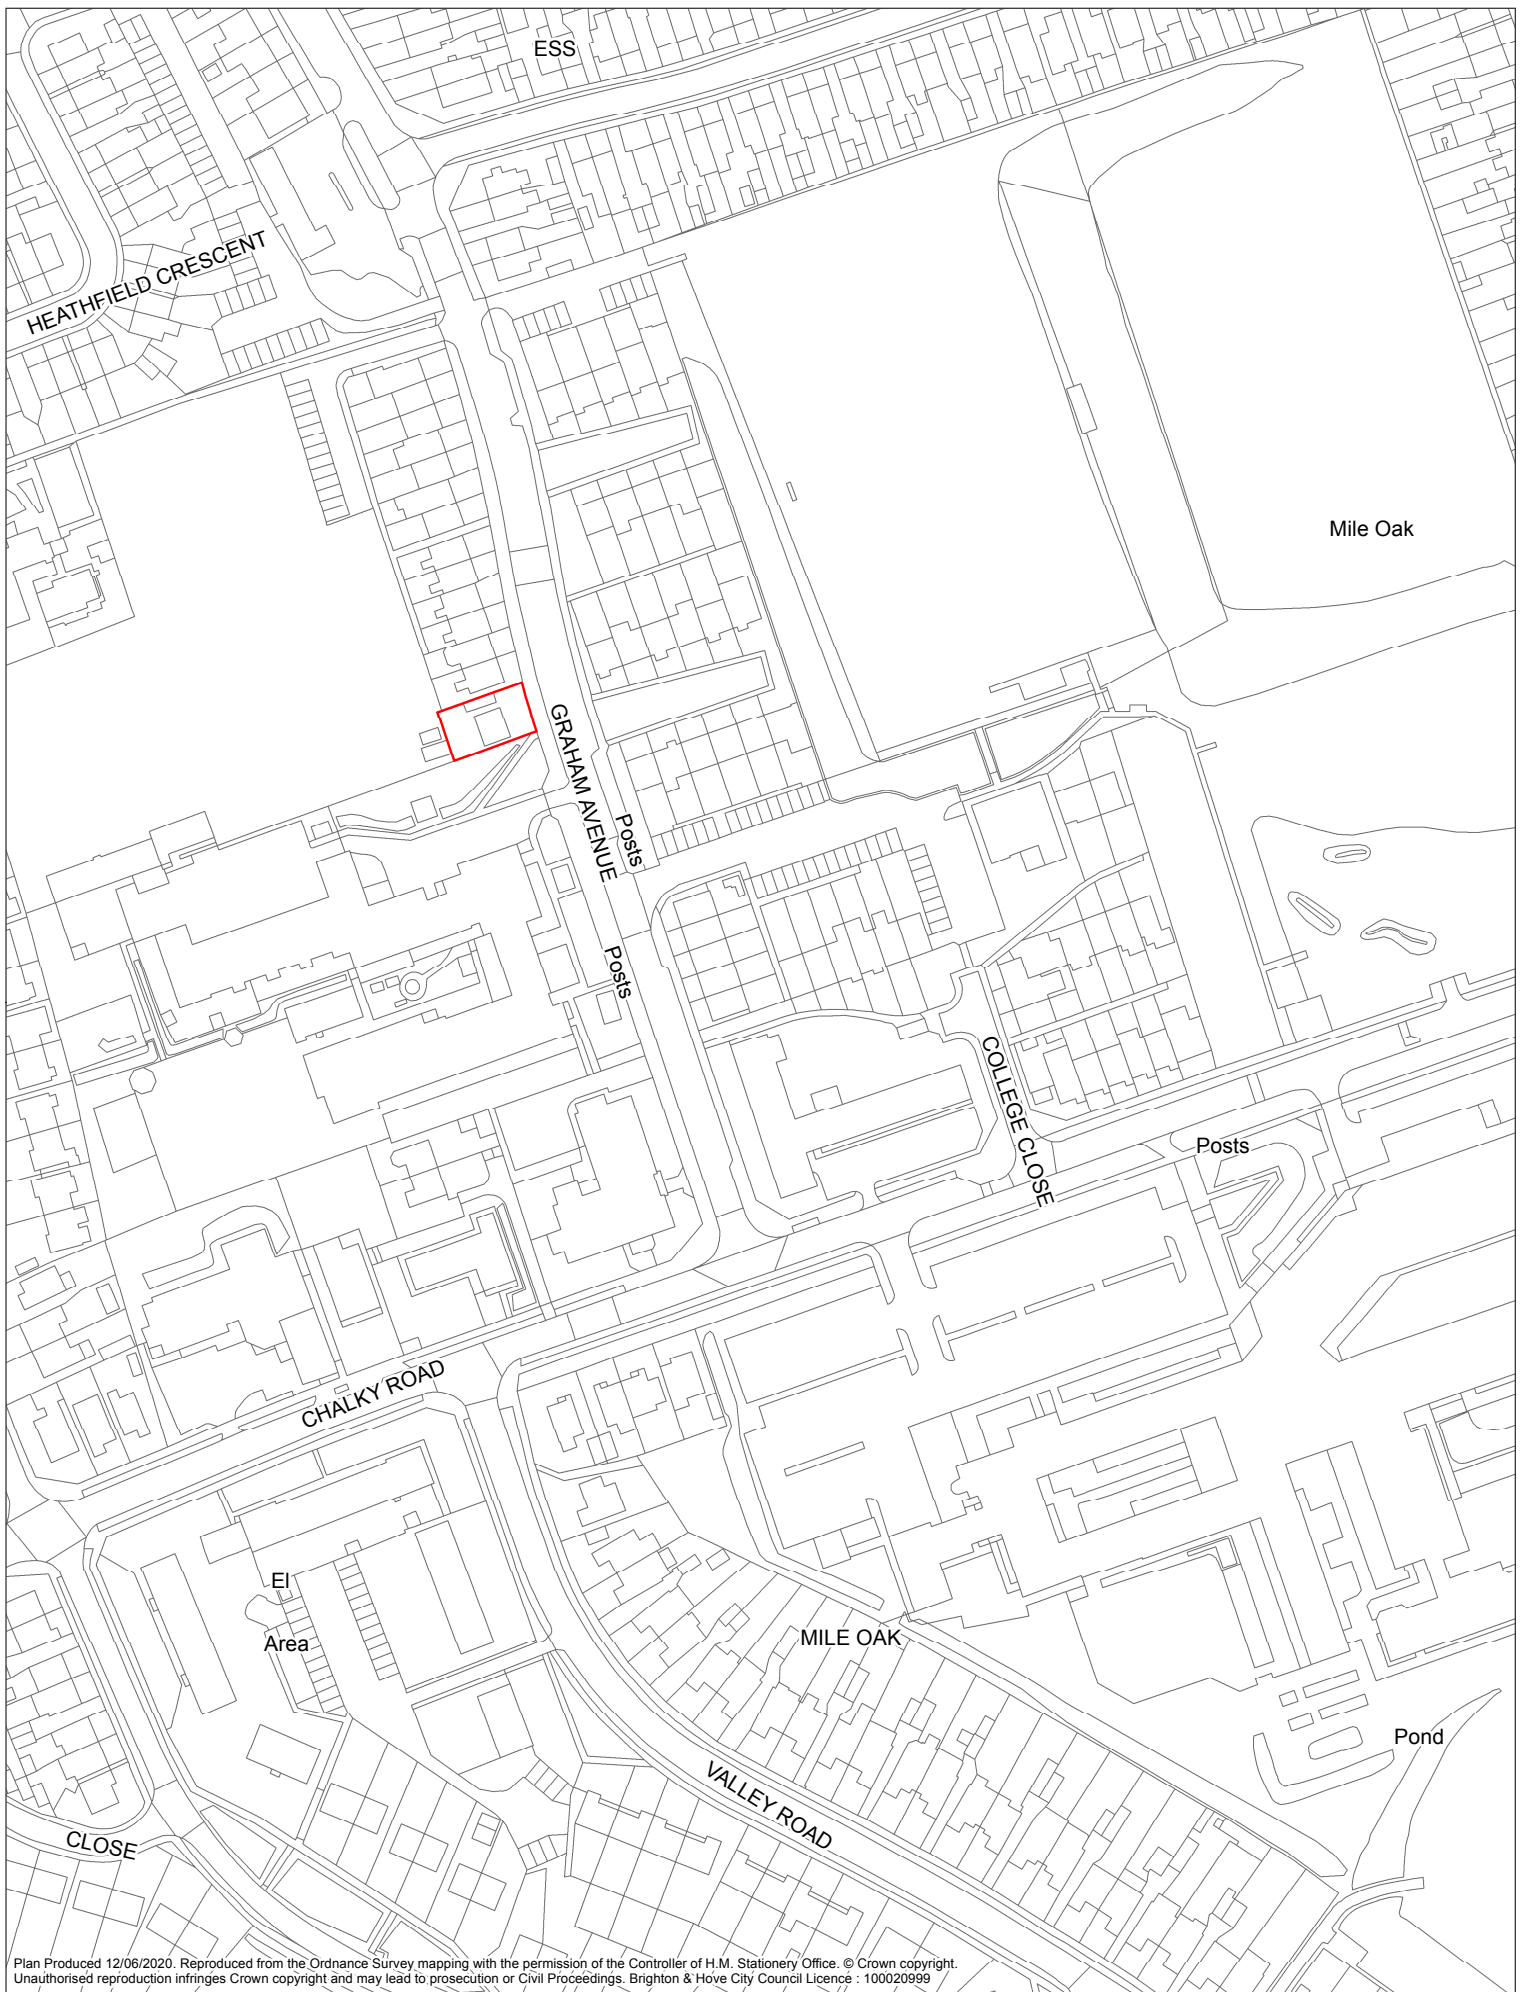 ESS
HEATHFIELD CRESCENT
Mile Oak
GRAHAM AVENUE
Posts
Posts
COLLEGE CLOSE
Posts
CHALKY ROAD
El
Area
MILE OAK
Pond
VALLEY ROAD
CLOSE
Plan Produced 12/06/2020. Reproduced from the Ordnance Survey mapping with the permission of the Controller of H.M. Stationery Office. © Crown copyright.
Unauthorised reproduction infringes Crown copyright and may lead to prosecution or Civil Proceedings. Brighton & Hove City Council Licence : 100020999